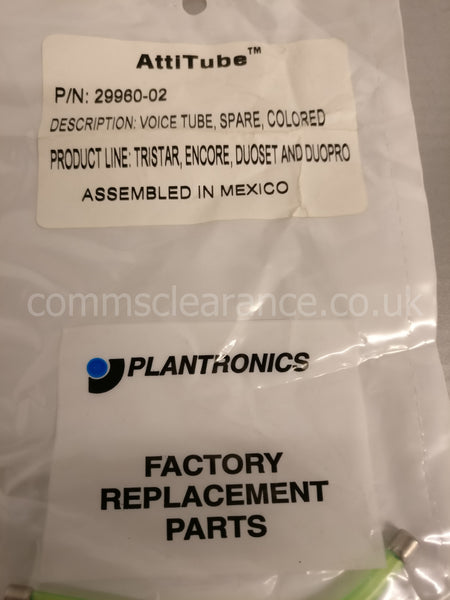 AttiTube™
P/N: 29960-02
DESCRIPTION: VOICE TUBE, SPARE, COLORED
PRODUCT LINE: TRISTAR, ENCORE, DUOSET AND DUOPRO
ASSEMBLED IN MEXICO
commsclearance.co.uk
PLANTRONICS
FACTORY
REPLACEMENT
PARTS